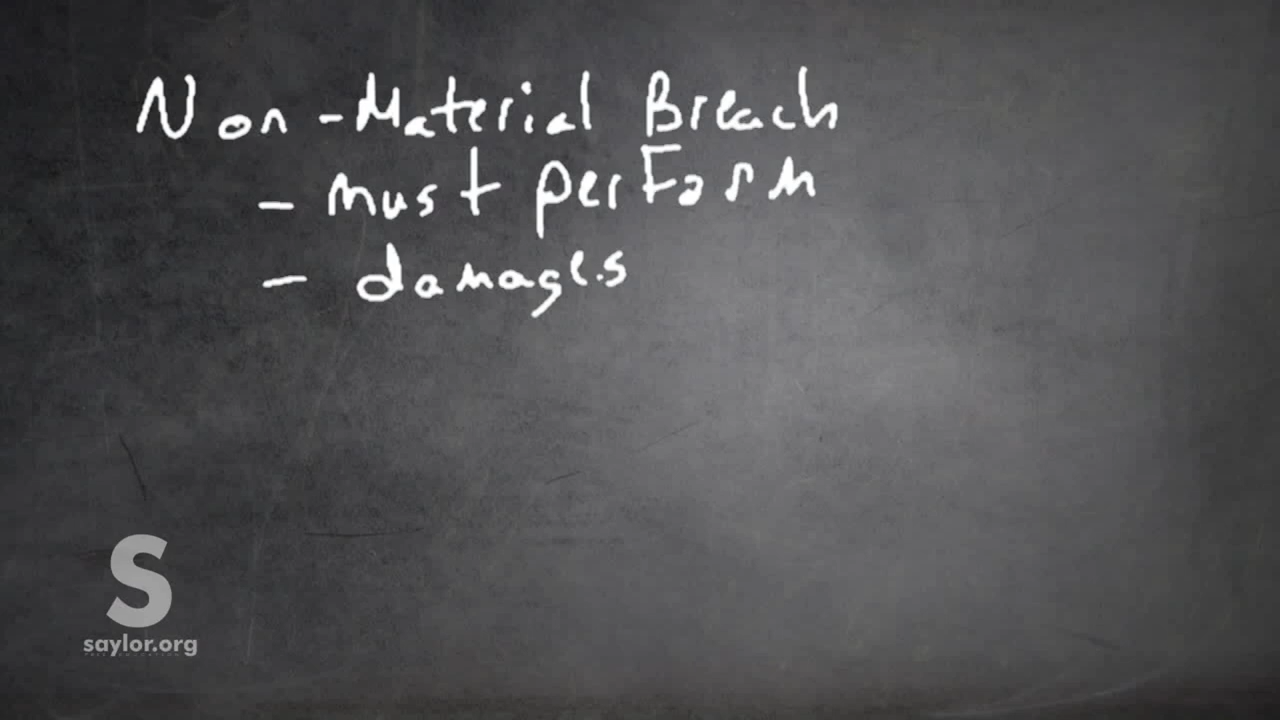 Non-Material Breach
- must perform
- damages
S
saylor.org